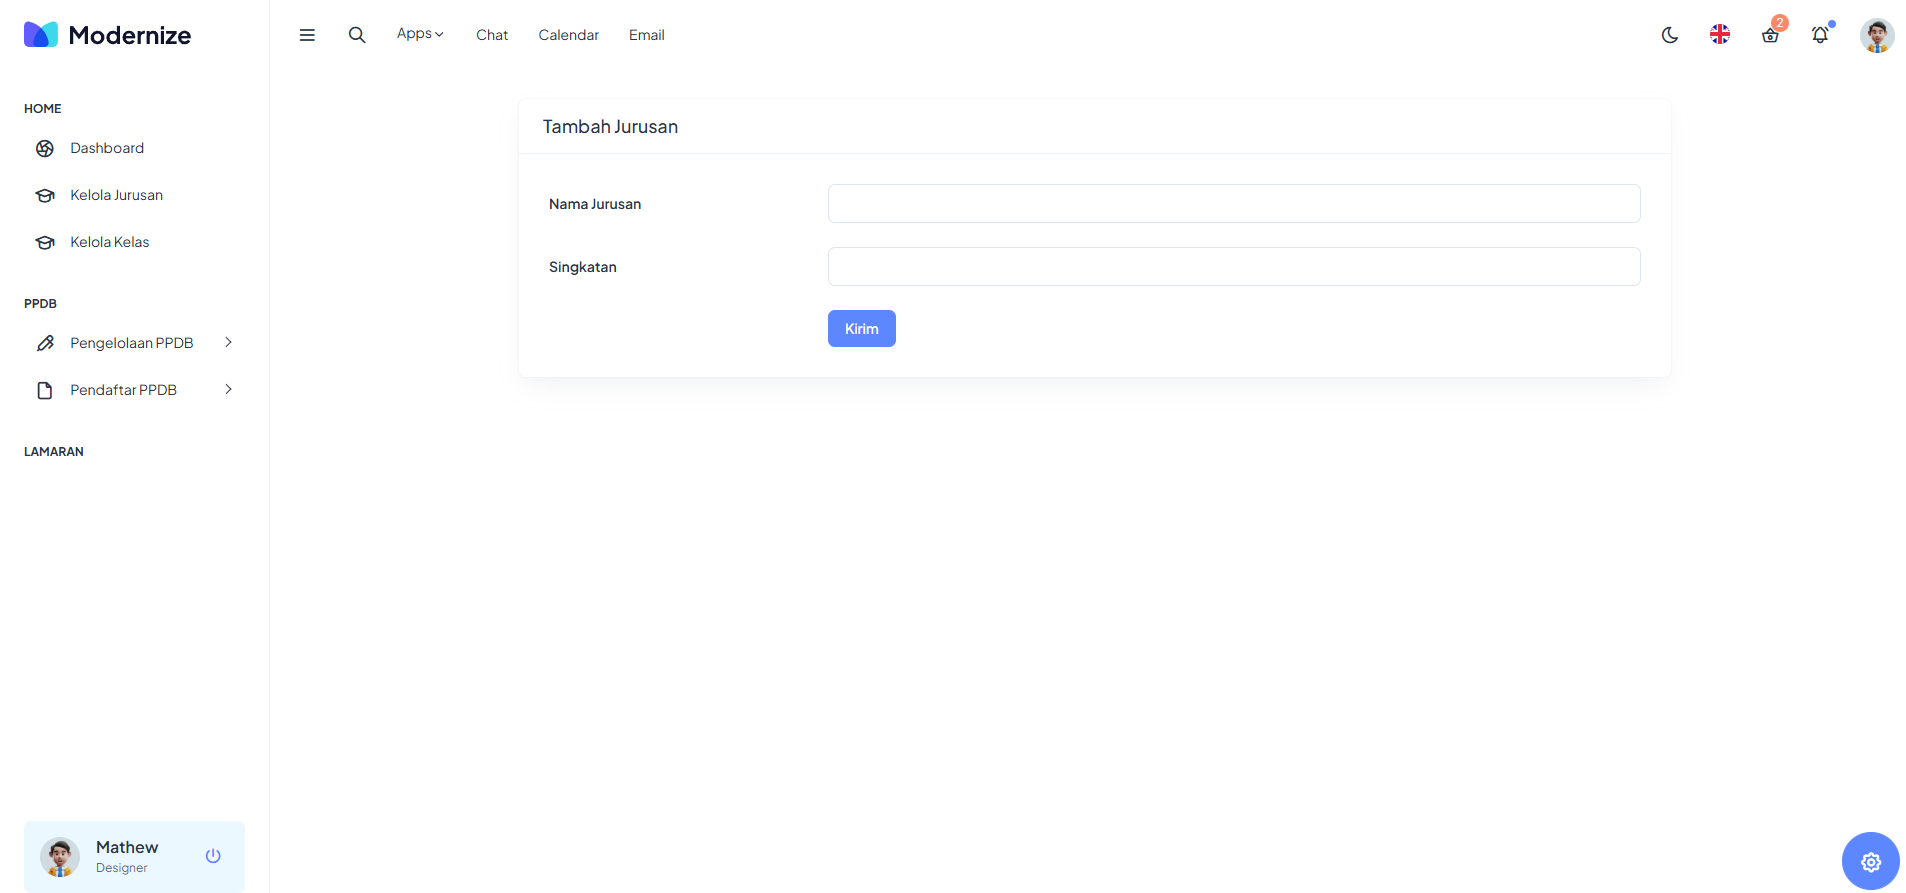 Modernize
Apps
Chat
Calendar
Email
2
HOME
Dashboard
Kelola Jurusan
Kelola Kelas
PPDB
Pengelolaan PPDB
Pendaftar PPDB
LAMARAN
Tambah Jurusan
Nama Jurusan
Singkatan
Kirim
Mathew
Designer